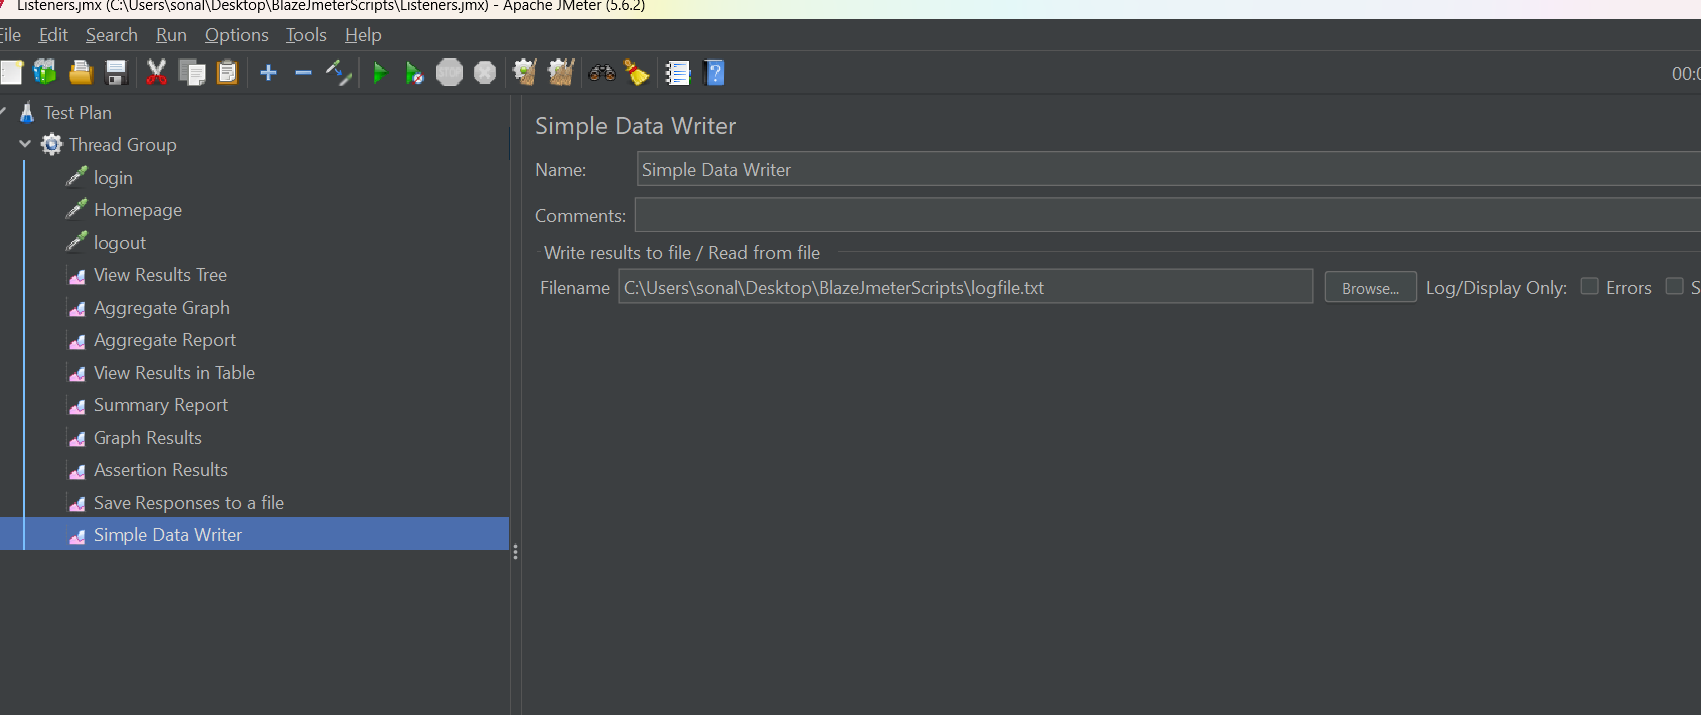 Listeners.jmx (C:\Users\sonal\Desktop\BlazeJmeterScripts\Listeners.jmx) - Apache JMeter (5.6.2)
File Edit Search Run Options Tools Help
STOP
00:0
Test Plan
Thread Group
login
Homepage
logout
View Results Tree
Aggregate Graph
Aggregate Report
View Results in Table
Summary Report
Graph Results
Assertion Results
Save Responses to a file
Simple Data Writer
Simple Data Writer
Name: Simple Data Writer
Comments:
Write results to file / Read from file
Filename C:\Users\sonal\Desktop\BlazeJmeterScripts\logfile.txt Browse... Log/Display Only: Errors S